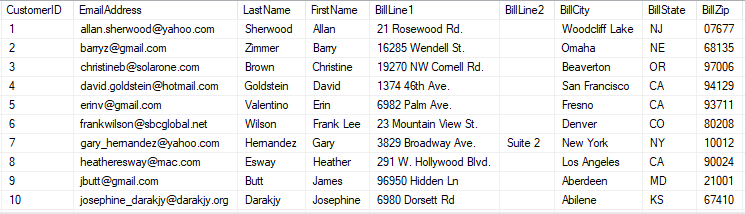 CustomerID EmailAddress LastName FirstName BillLine1 BillLine2 BillCity BillState BillZip
1 allan.sherwood@yahoo.com Sherwood Allan 21 Rosewood Rd. Woodcliff Lake NJ 07677
2 barryz@gmail.com Zimmer Barry 16285 Wendell St. Omaha NE 68135
3 christineb@solarone.com Brown Christine 19270 NW Cornell Rd. Beaverton OR 97006
4 david.goldstein@hotmail.com Goldstein David 1374 46th Ave. San Francisco CA 94129
5 erinv@gmail.com Valentino Erin 6982 Palm Ave. Fresno CA 93711
6 frankwilson@sbcglobal.net Wilson Frank Lee 23 Mountain View St. Denver CO 80208
7 gary_hernandez@yahoo.com Hernandez Gary 3829 Broadway Ave. Suite 2 New York NY 10012
8 heatheresway@mac.com Esway Heather 291 W. Hollywood Blvd. Los Angeles CA 90024
9 jbutt@gmail.com Butt James 96950 Hidden Ln Aberdeen MD 21001
10 josephine_darakjy@darakjy.org Darakjy Josephine 6980 Dorsett Rd Abilene KS 67410